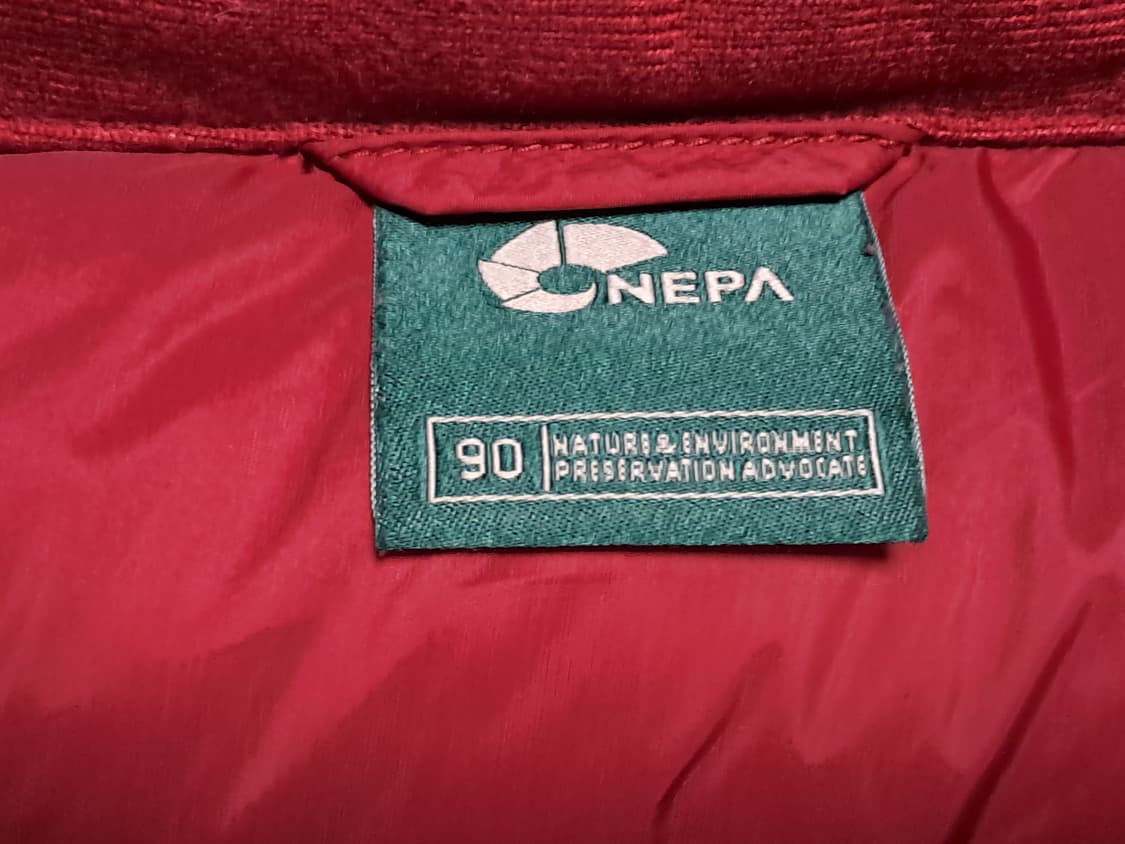 NEPA
90
NATURE & ENVIRONMENT
PRESERVATION ADVOCATE